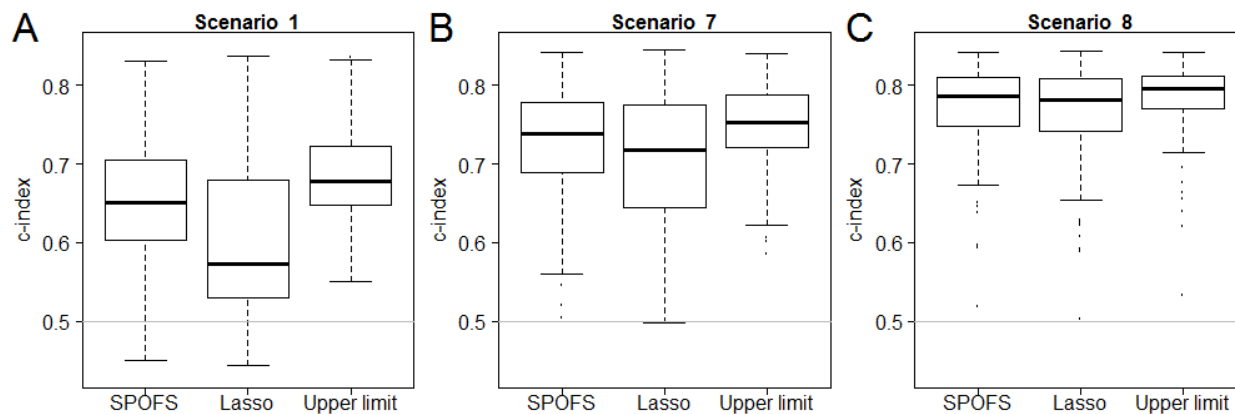 A
Scenario 1
c-index
0.8
0.7
0.6
0.5
SPOFS Lasso Upper limit
B
Scenario 7
c-index
0.8
0.7
0.6
0.5
SPOFS Lasso Upper limit
C
Scenario 8
c-index
0.8
0.7
0.6
0.5
SPOFS Lasso Upper limit